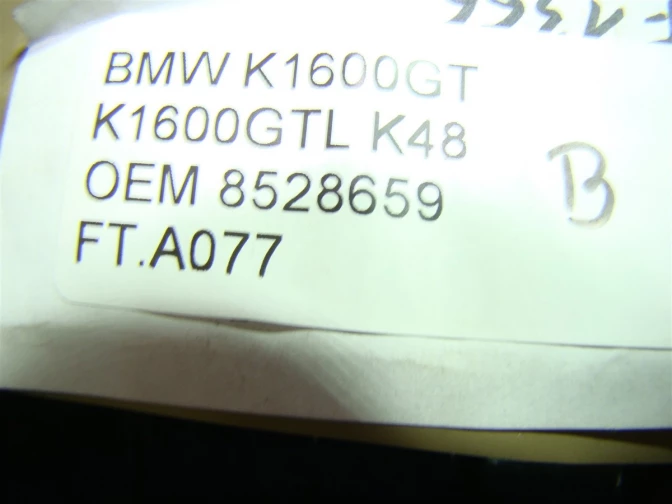 BMW K1600GT
K1600GTL K48
OEM 8528659
FT.A077
B